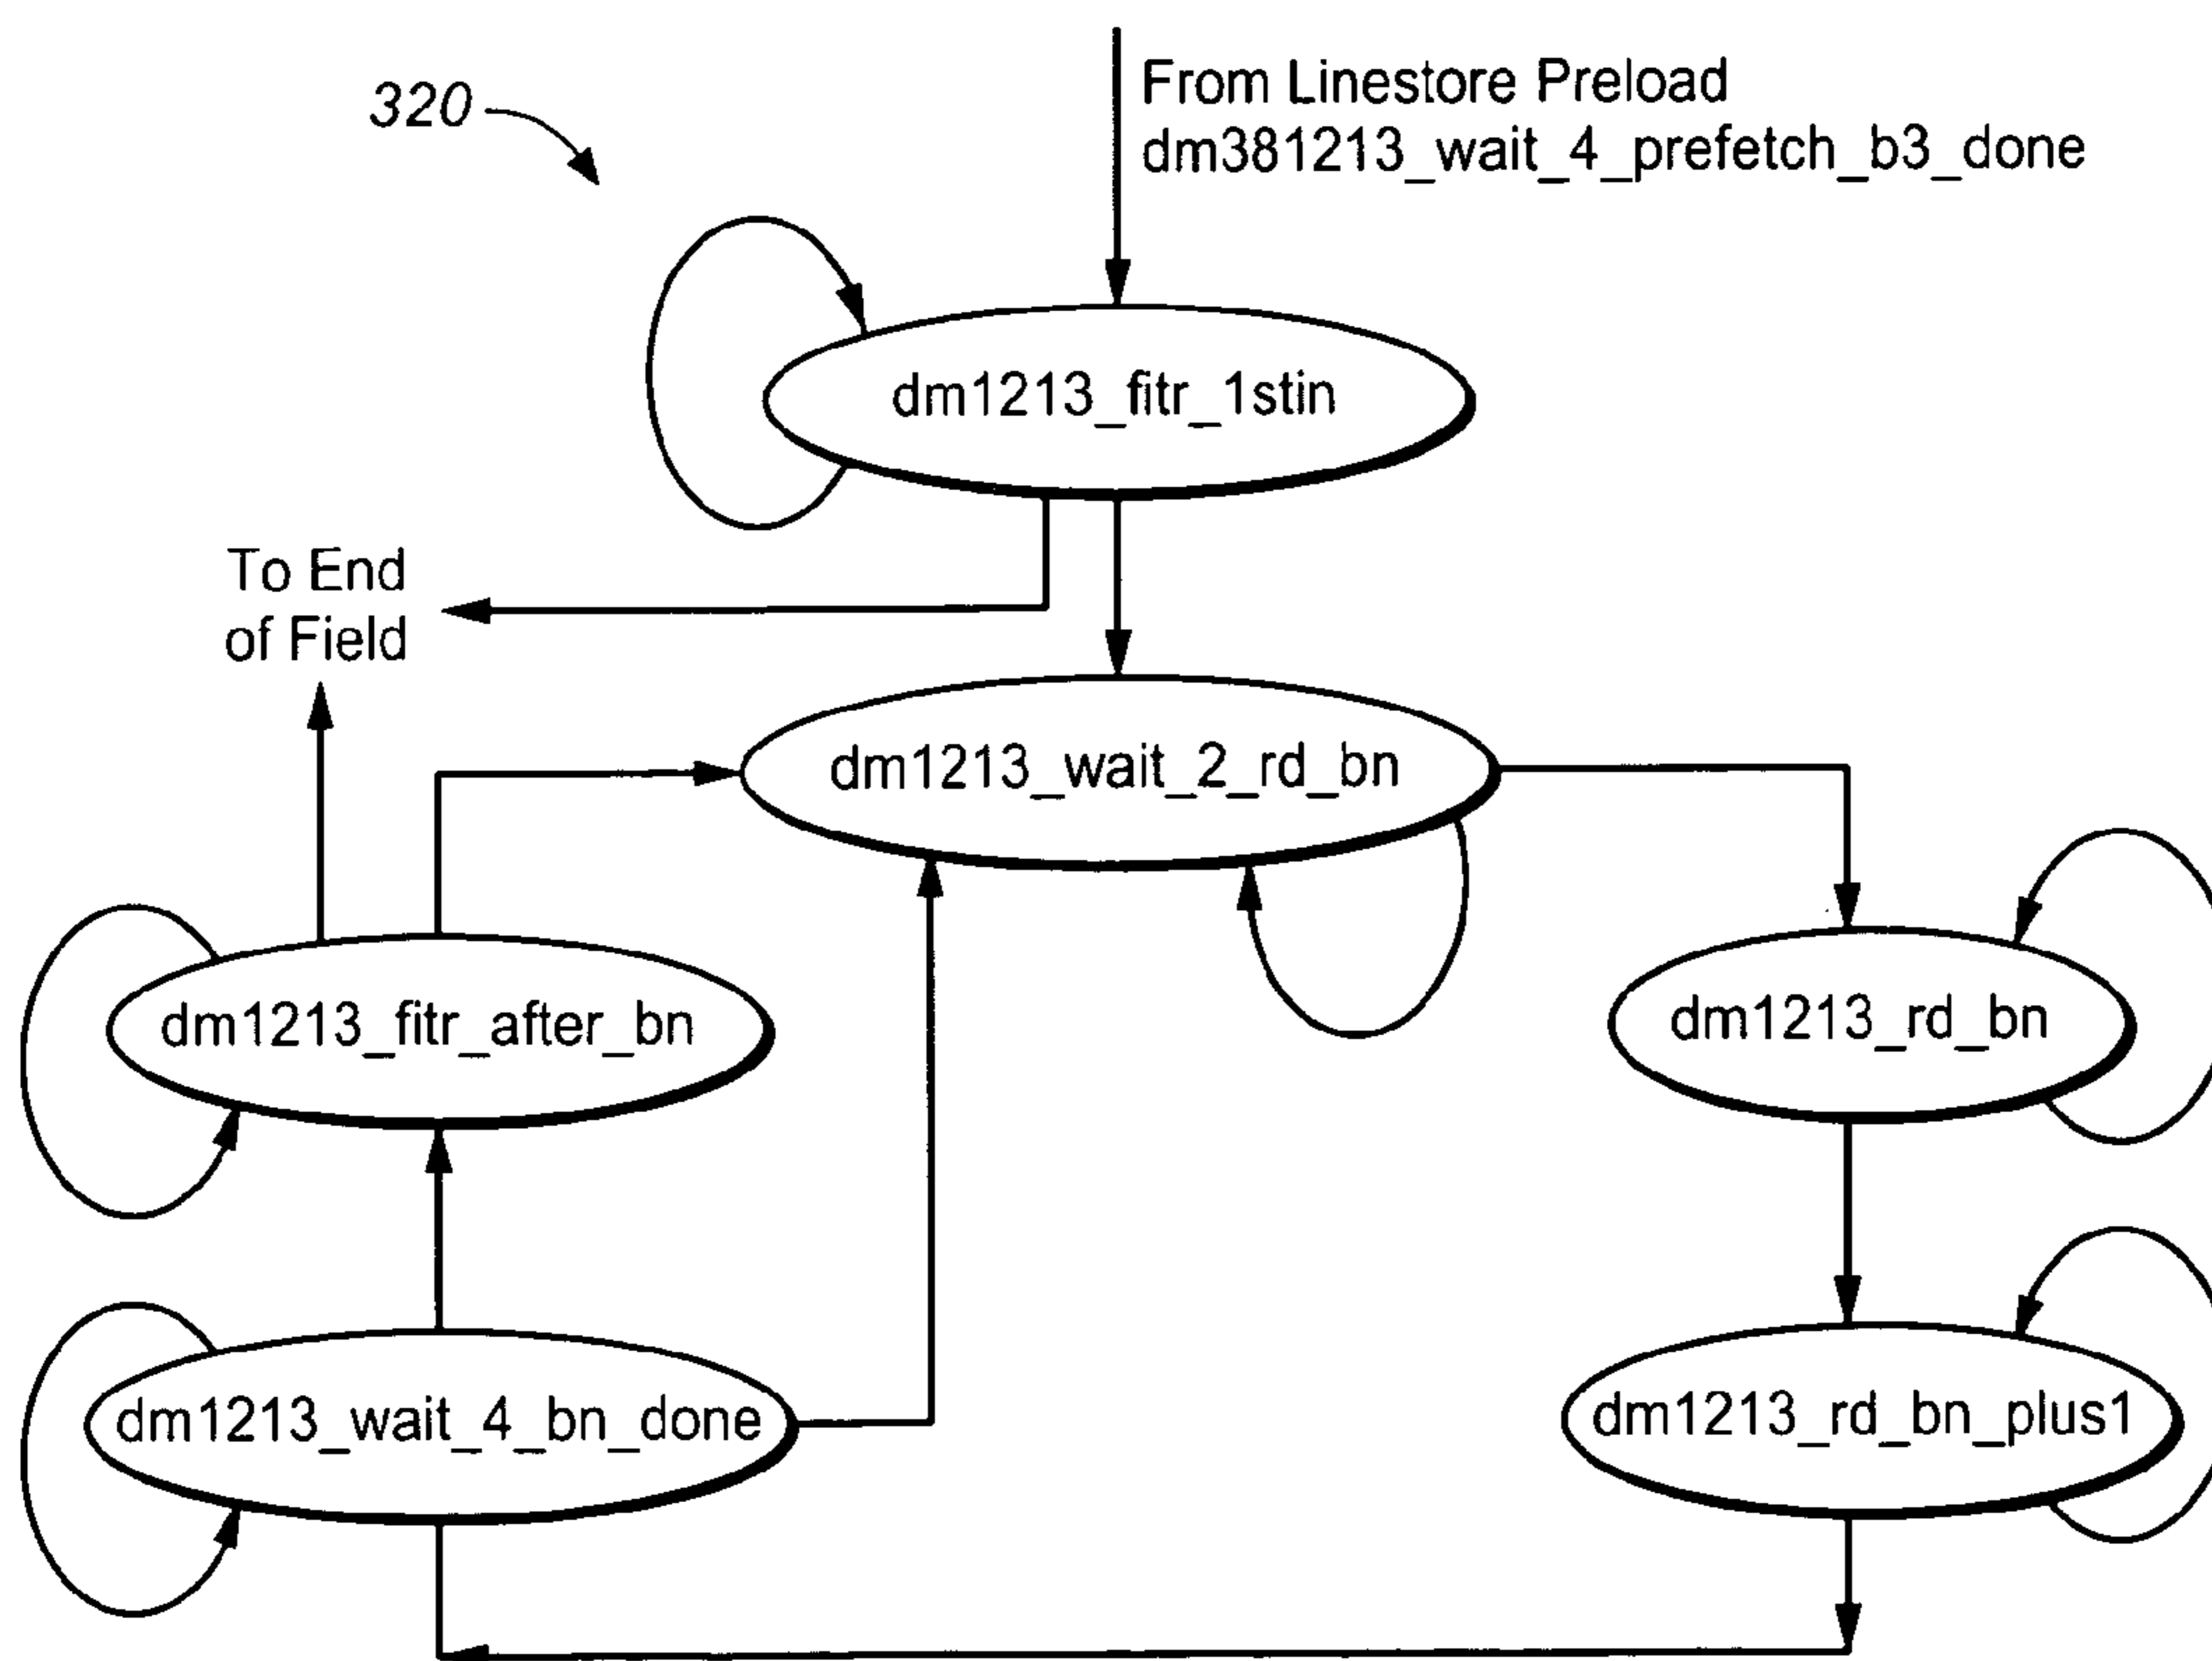 320
From Linestore Preload
dm381213_wait_4_prefetch_b3_done
dm1213_fitr_1stin
To End
of Field
dm1213_wait_2_rd_bn
dm1213_fitr_after_bn
dm1213_rd_bn
dm1213_wait_4_bn_done
dm1213_rd_bn_plus1